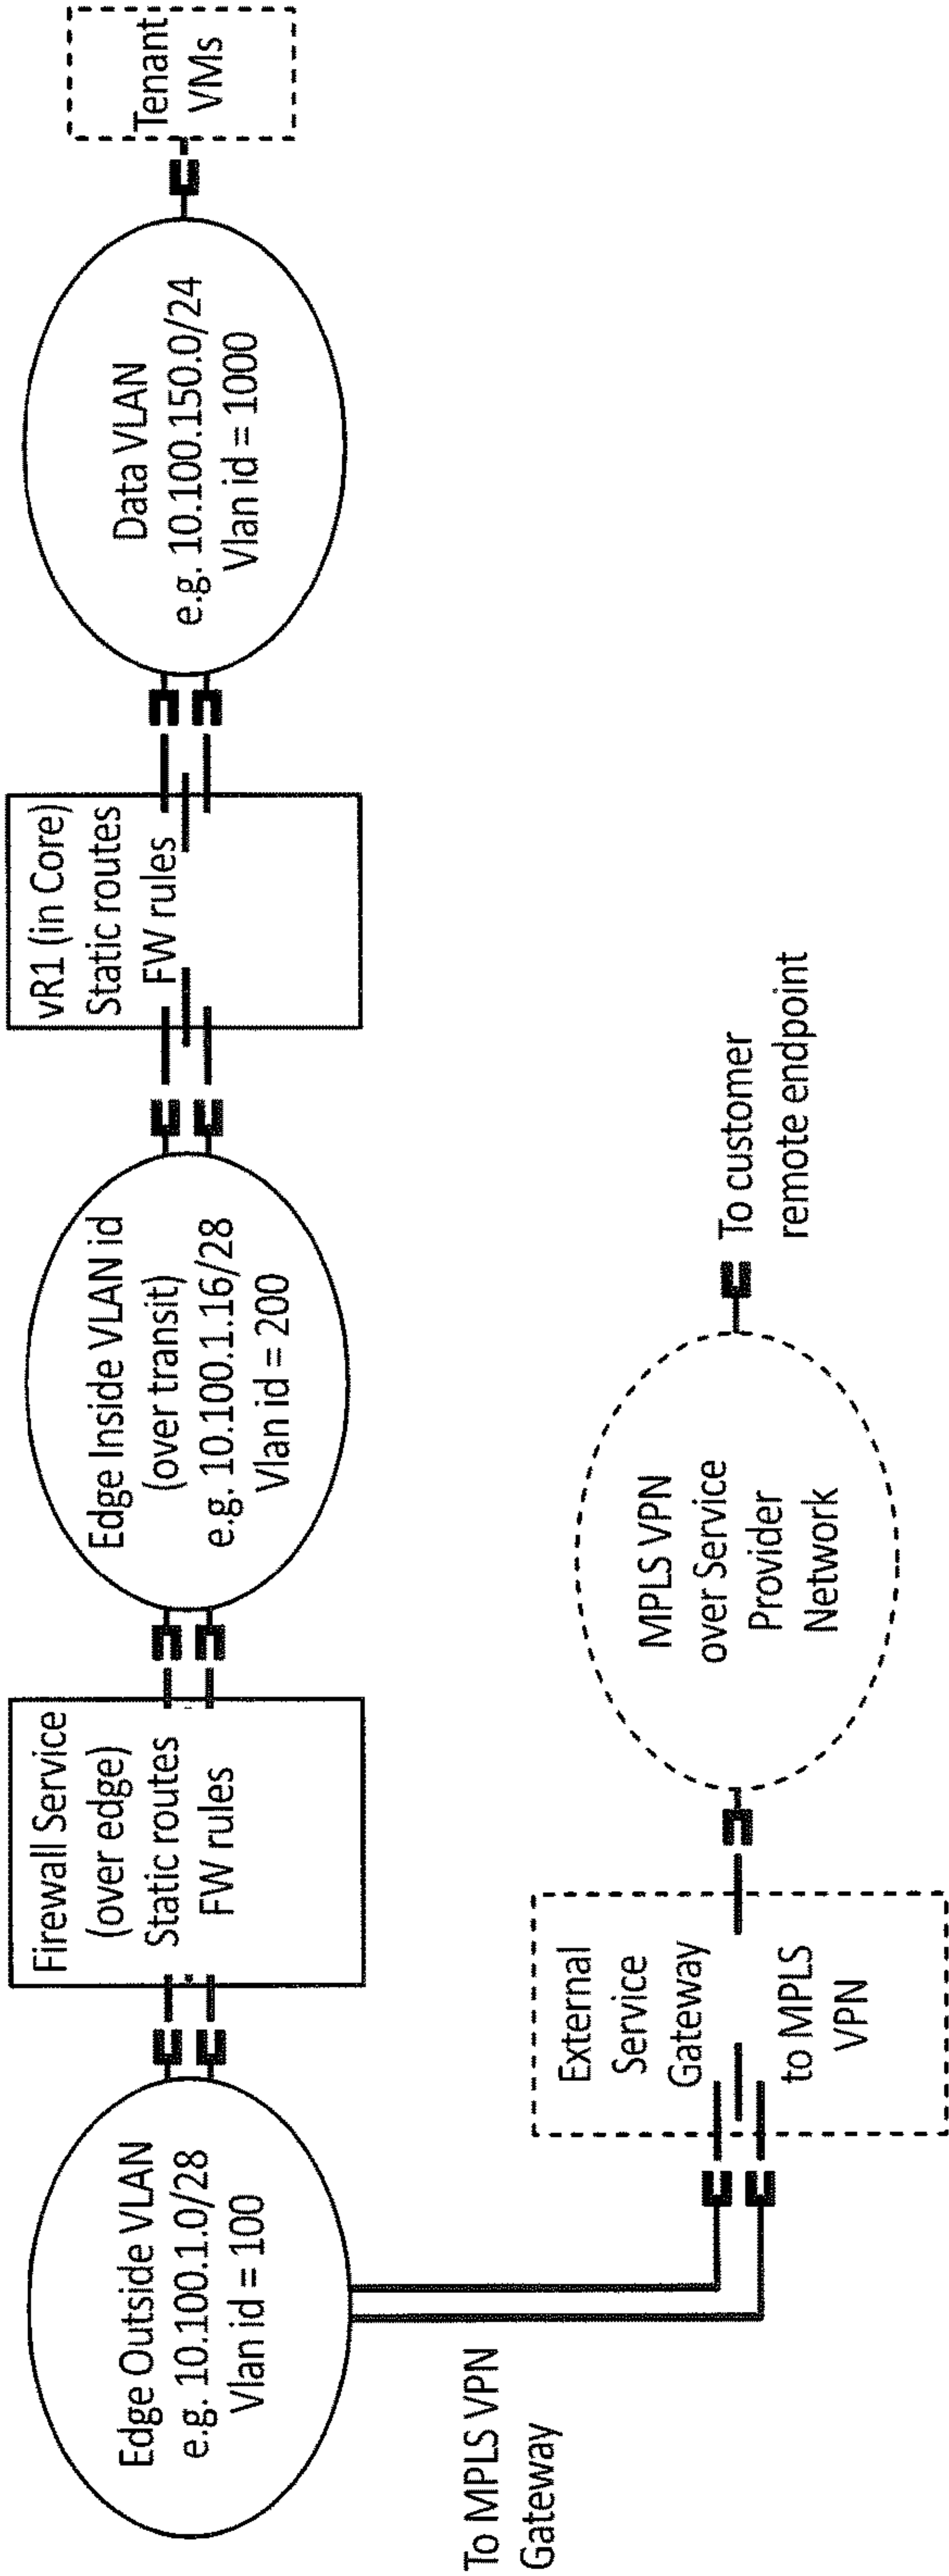 Edge Outside VLAN
e.g. 10.100.1.0/28
Vlan id = 100
Firewall Service
(over edge)
Static routes
FW rules
Edge Inside VLAN id
(over transit)
e.g. 10.100.1.16/28
Vlan id = 200
vR1 (in Core)
Static routes
FW rules
Data VLAN
e.g. 10.100.150.0/24
Vlan id = 1000
Tenant
VMs
To MPLS VPN
Gateway
External
Service
Gateway
to MPLS
VPN
MPLS VPN
over Service
Provider
Network
To customer
remote endpoint